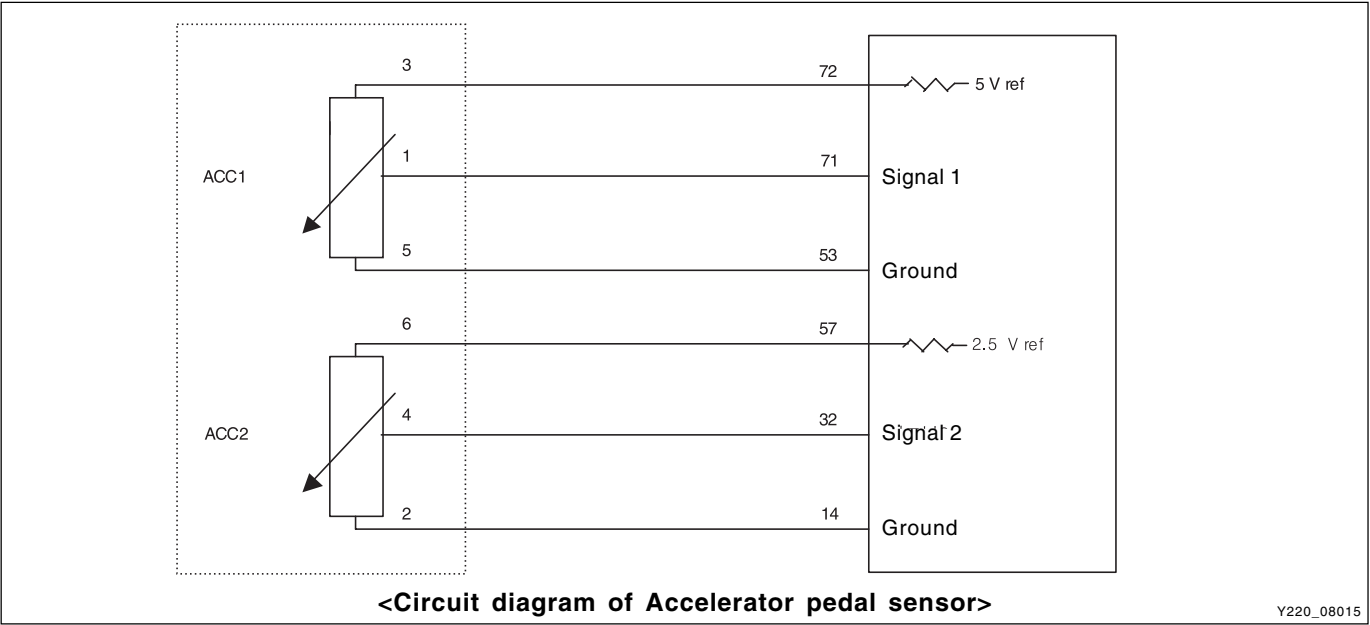 3
72
5 V ref
ACC1
1
71
Signal 1
5
53
Ground
6
57
2.5 V ref
ACC2
4
32
Signal 2
2
14
Ground
<Circuit diagram of Accelerator pedal sensor>
Y220_08015